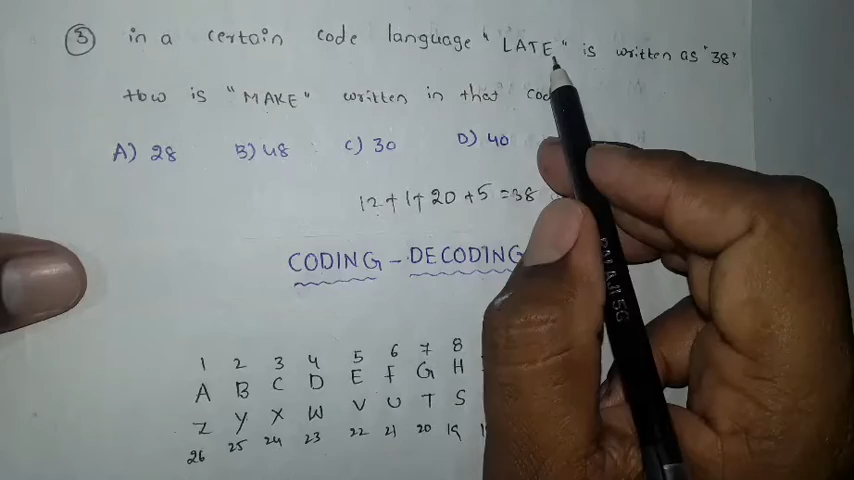 ③ in a certain code language "LATE" is written as "38"
How is "MAKE" written in that
A) 28 B) 48 C) 30 D) 40
12+1+20+5=38
CODING-DECODING
1 2 3 4 5 6 7 8
A B C D E F G H
Z Y X W V U T S
26 25 24 23 22 21 20 19